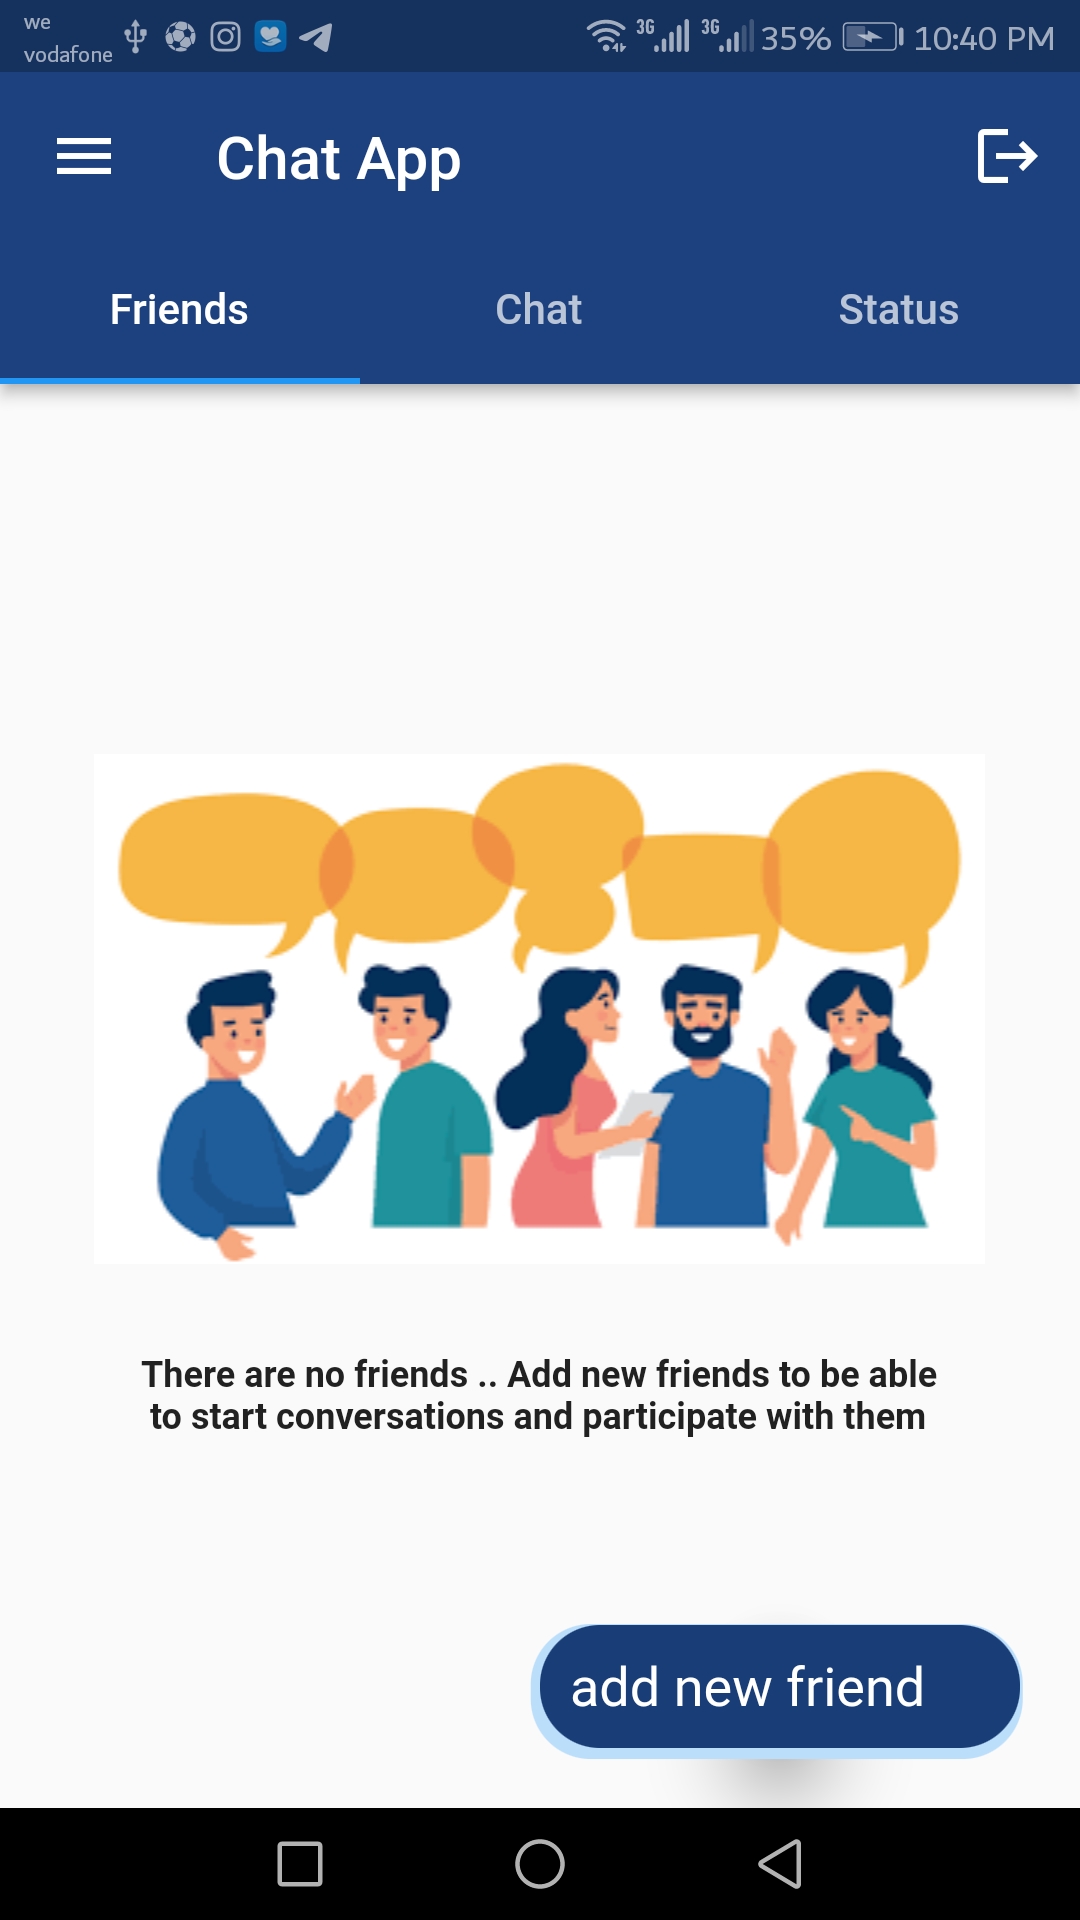 we
vodafone
3G 3G 35% 10:40 PM
Chat App
Friends Chat Status
There are no friends .. Add new friends to be able
to start conversations and participate with them
add new friend